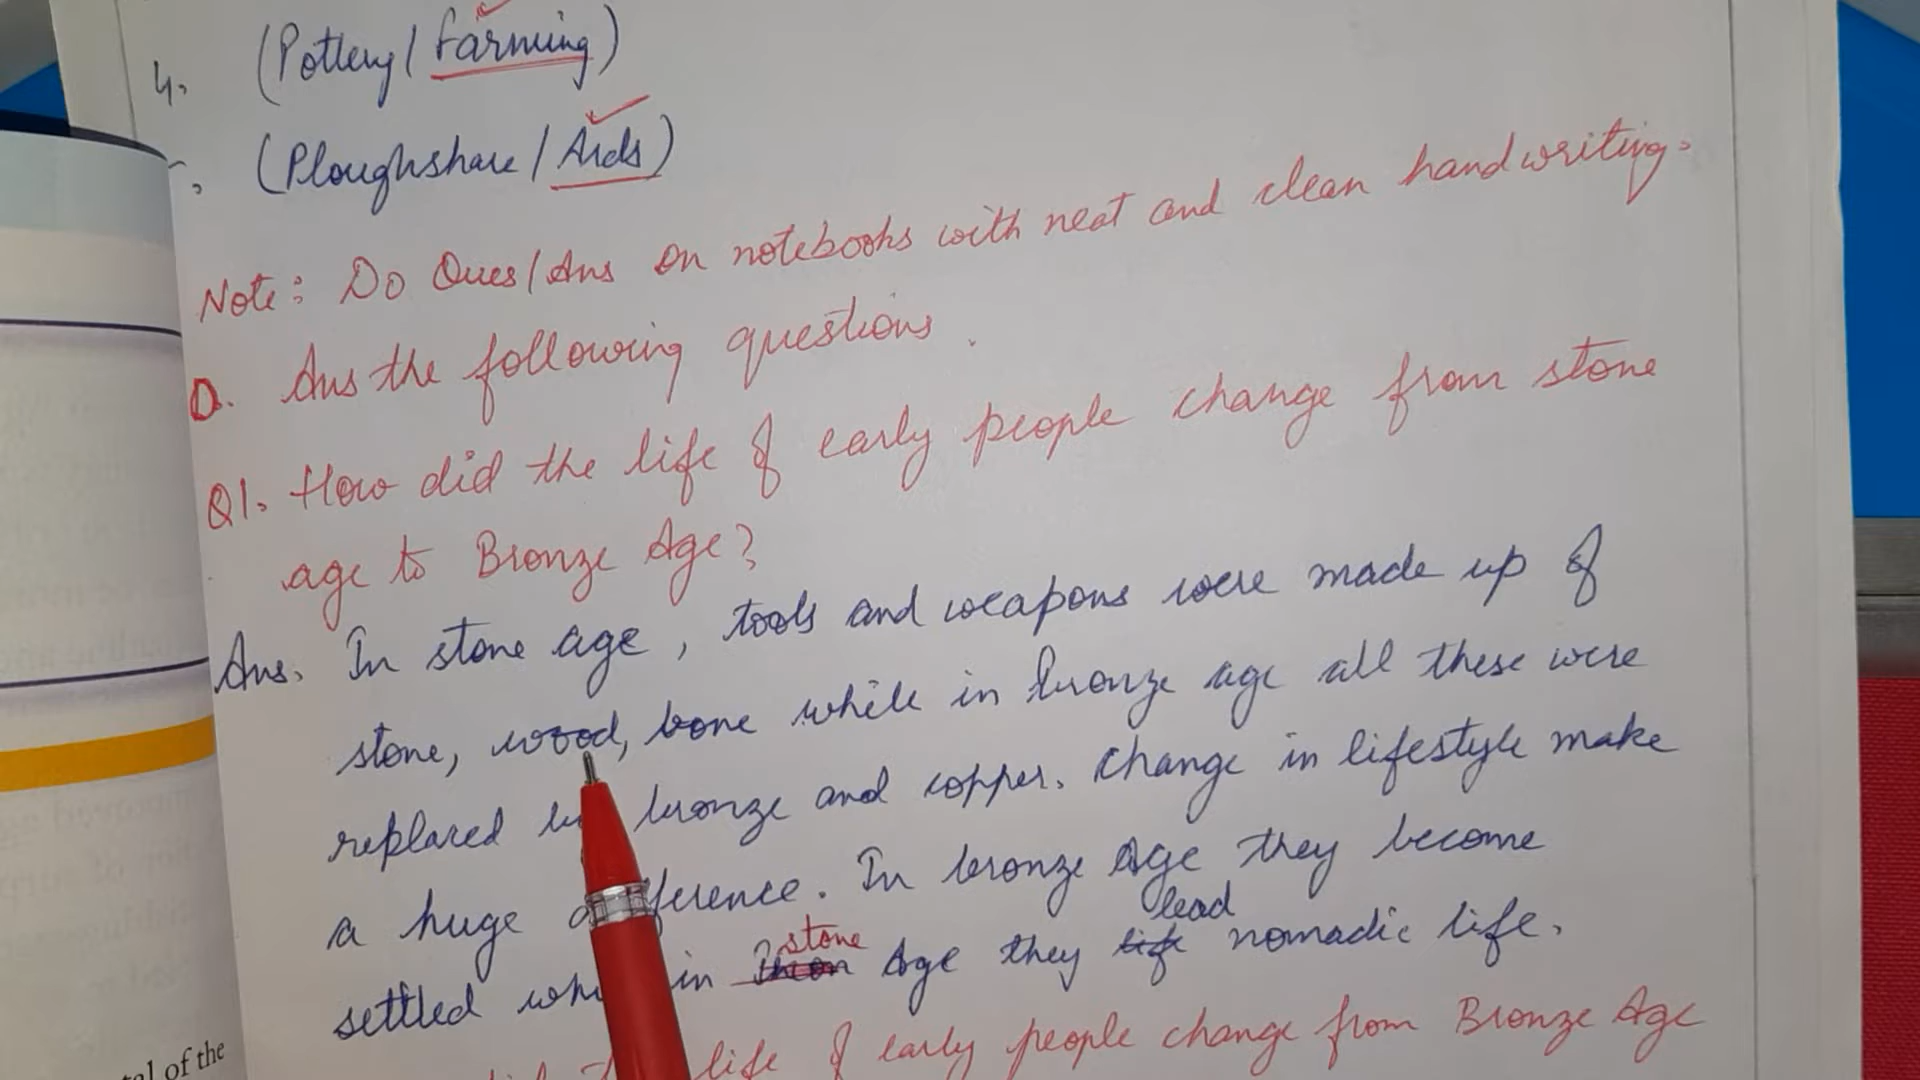 4. (Pottery/ Farming)
(Ploughshare/ Ards)
Note: Do Ques/Ans on notebooks with neat and clean handwriting.
D. Ans the following questions.
Q1. How did the life of early people change from stone
age to Bronze Age?
Ans. In stone age, tools and weapons were made up of
stone, wood, bone while in bronze age all these were
replaced bronze and copper. Change in lifestyle make
a huge In bronze Age they become
settled in stone Age they lead nomadic life.
life of early people change from Bronze Age
of the